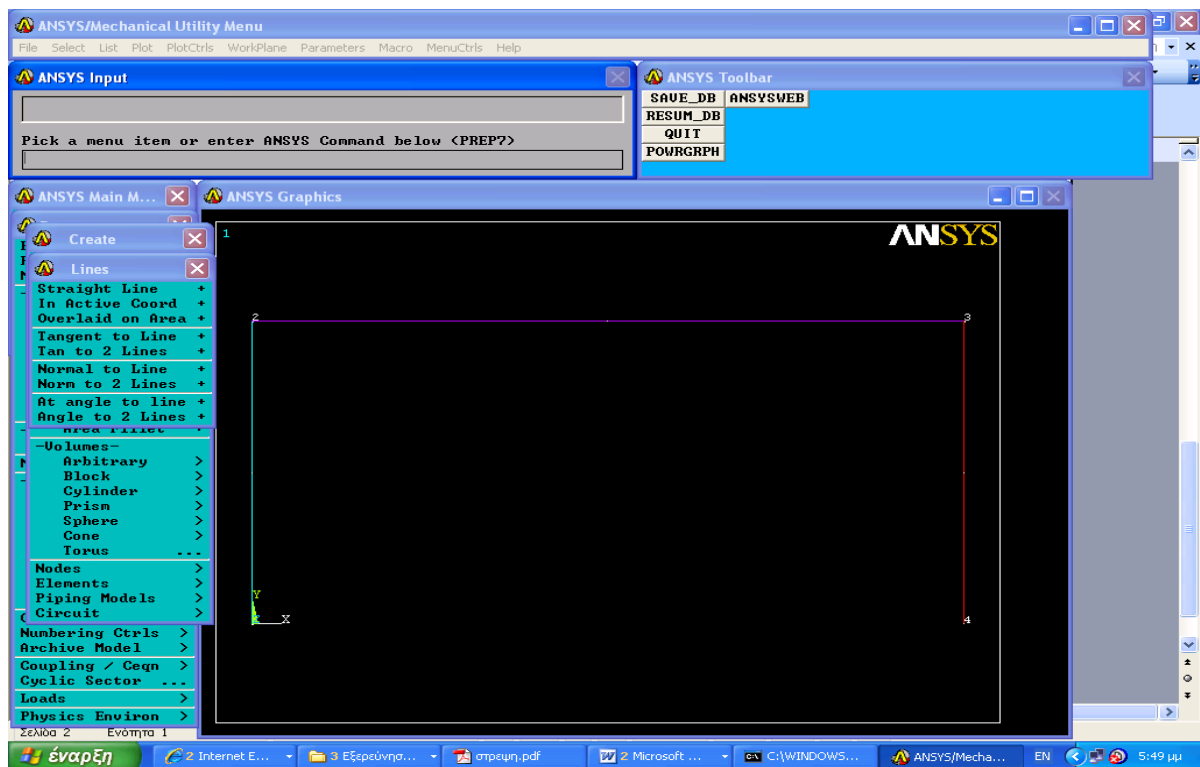 ANSYS/Mechanical Utility Menu
File Select List Plot PlotCtrls WorkPlane Parameters Macro MenuCtrls Help
ANSYS Input
Pick a menu item or enter ANSYS Command below (PREP7)
ANSYS Toolbar
SAVE_DB ANSYSWEB
RESUM_DB
QUIT
POWRGRPH
ANSYS Main M...
Create
Lines
Straight Line +
In Active Coord +
Overlaid on Area +
Tangent to Line +
Tan to 2 Lines +
Normal to Line +
Norm to 2 Lines +
At angle to line +
Angle to 2 Lines +
Area Fillet
-Volumes-
Arbitrary >
Block >
Cylinder >
Prism >
Sphere >
Cone >
Torus ...
Nodes >
Elements >
Piping Models >
Circuit >
Numbering Ctrls >
Archive Model >
Coupling / Ceqn >
Cyclic Sector ...
Loads >
Physics Environ >
ANSYS Graphics
1
ANSYS
2
3
Y
X
4
Σελίδα 2 Ενότητα 1
έναρξη
2 Internet E...
3 Εξερεύνησ...
στρεψη.pdf
2 Microsoft ...
C:\WINDOWS...
ANSYS/Mecha...
EN
5:49 μμ